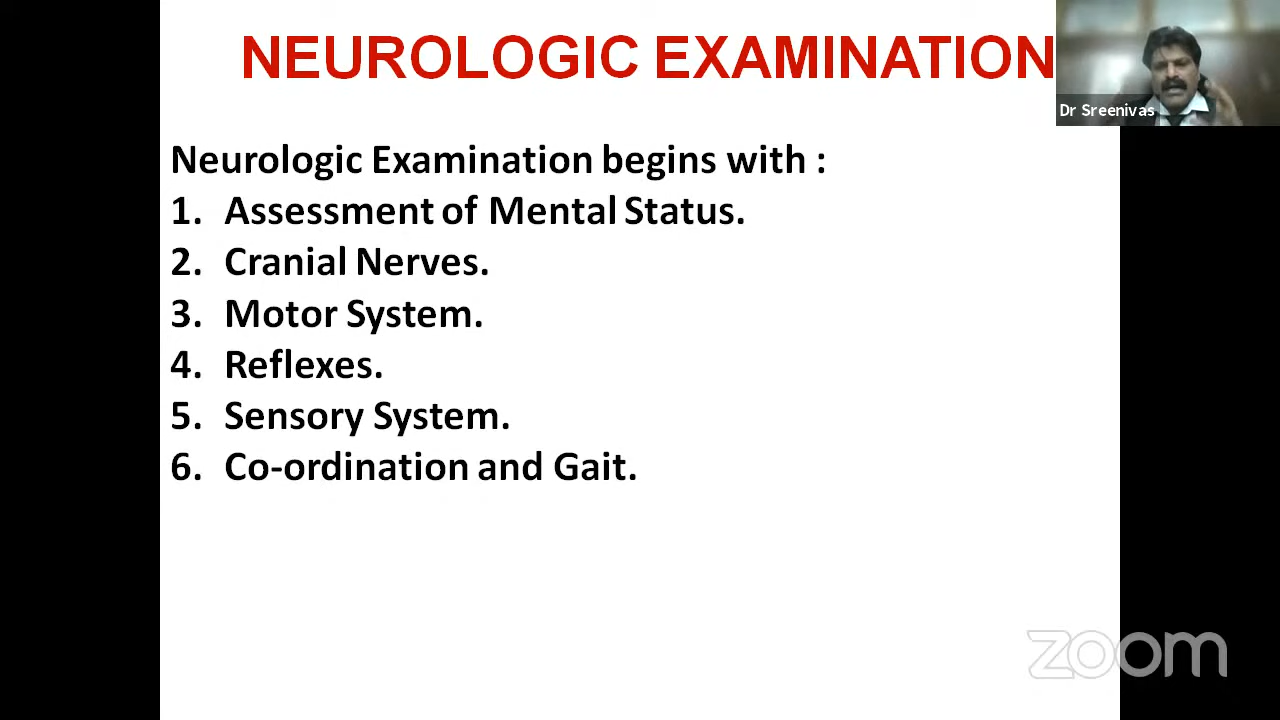 NEUROLOGIC EXAMINATION
Dr Sreenivas
Neurologic Examination begins with :
1. Assessment of Mental Status.
2. Cranial Nerves.
3. Motor System.
4. Reflexes.
5. Sensory System.
6. Co-ordination and Gait.
zoom